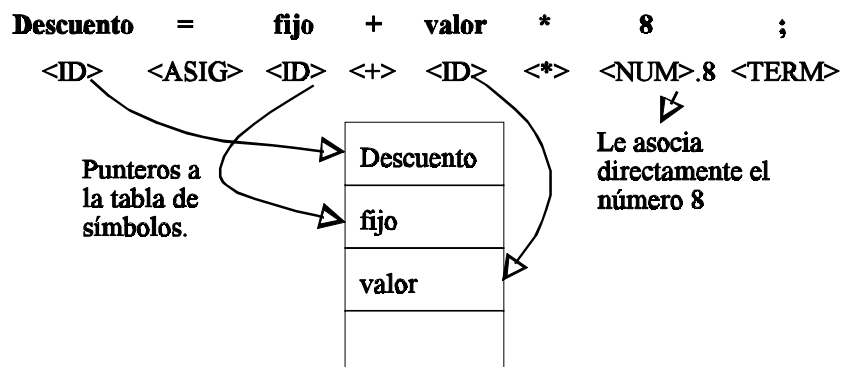 Descuento = fijo + valor * 8 ;
<ID> <ASIG> <ID> <+> <ID> <*> <NUM>.8 <TERM>
Punteros a
la tabla de
símbolos.
Descuento
fijo
valor
Le asocia
directamente el
número 8